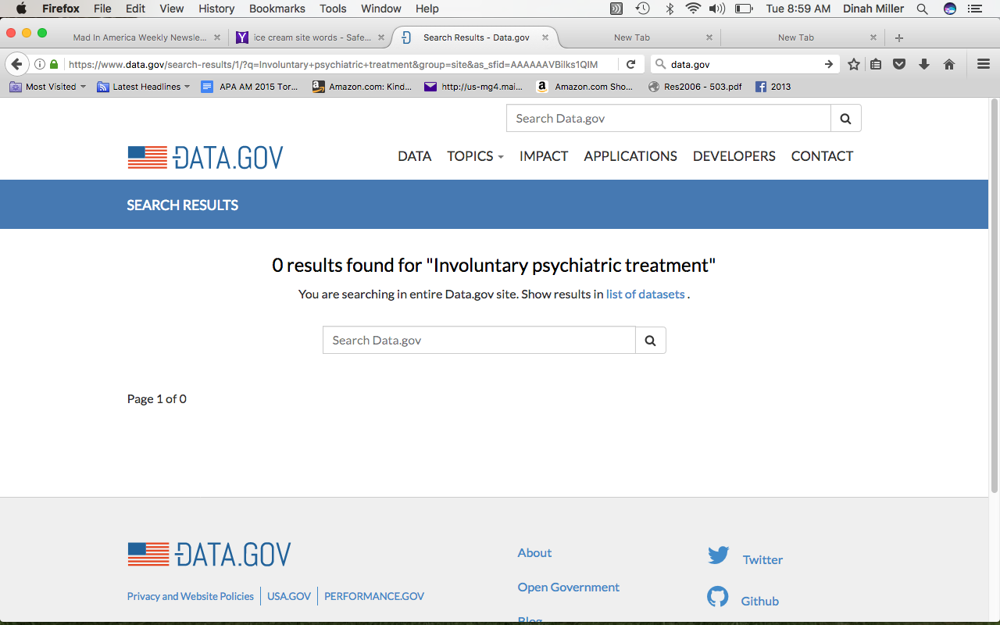 Firefox File Edit View History Bookmarks Tools Window Help Tue 8:59 AM Dinah Miller
Mad In America Weekly Newsle... ice cream site words - Safe... Search Results - Data.gov New Tab New Tab
https://www.data.gov/search-results/1/?q=Involuntary+psychiatric+treatment&group=site&as_sfid=AAAAAAVBilks1QIM data.gov
Most Visited Latest Headlines APA AM 2015 Tor... Amazon.com: Kind... http://us-mg4.mai... Amazon.com Sho... Res2006 - 503.pdf 2013
Search Data.gov
DATA.GOV DATA TOPICS IMPACT APPLICATIONS DEVELOPERS CONTACT
SEARCH RESULTS
0 results found for "Involuntary psychiatric treatment"
You are searching in entire Data.gov site. Show results in list of datasets .
Search Data.gov
Page 1 of 0
DATA.GOV
About
Twitter
Open Government
Privacy and Website Policies USA.GOV PERFORMANCE.GOV
Github
Blog